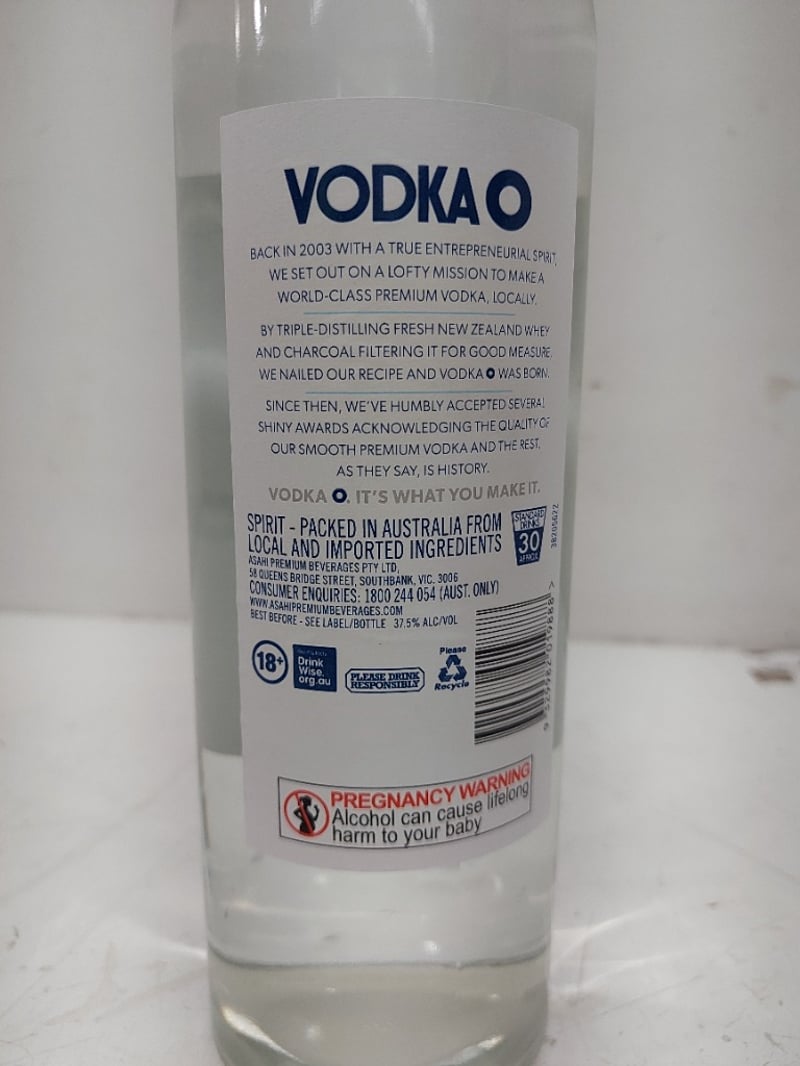 VODKA O
BACK IN 2003 WITH A TRUE ENTREPRENEURIAL SPIRIT,
WE SET OUT ON A LOFTY MISSION TO MAKE A
WORLD-CLASS PREMIUM VODKA, LOCALLY.
BY TRIPLE-DISTILLING FRESH NEW ZEALAND WHEY
AND CHARCOAL FILTERING IT FOR GOOD MEASURE.
WE NAILED OUR RECIPE AND VODKA O WAS BORN.
SINCE THEN, WE'VE HUMBLY ACCEPTED SEVERAL
SHINY AWARDS ACKNOWLEDGING THE QUALITY OF
OUR SMOOTH PREMIUM VODKA AND THE REST,
AS THEY SAY, IS HISTORY.
VODKA O. IT'S WHAT YOU MAKE IT.
SPIRIT - PACKED IN AUSTRALIA FROM
LOCAL AND IMPORTED INGREDIENTS
ASAHI PREMIUM BEVERAGES PTY LTD,
58 QUEENS BRIDGE STREET, SOUTHBANK, VIC. 3006
CONSUMER ENQUIRIES: 1800 244 054 (AUST. ONLY)
WWW.ASAHIPREMIUMBEVERAGES.COM
BEST BEFORE - SEE LABEL/BOTTLE 37.5% ALC/VOL
STANDARD
DRINKS
30
APPROX
18+
Drink
Wise.
org.au
PLEASE DRINK
RESPONSIBLY
Please
Recycle
PREGNANCY WARNING
Alcohol can cause lifelong
harm to your baby